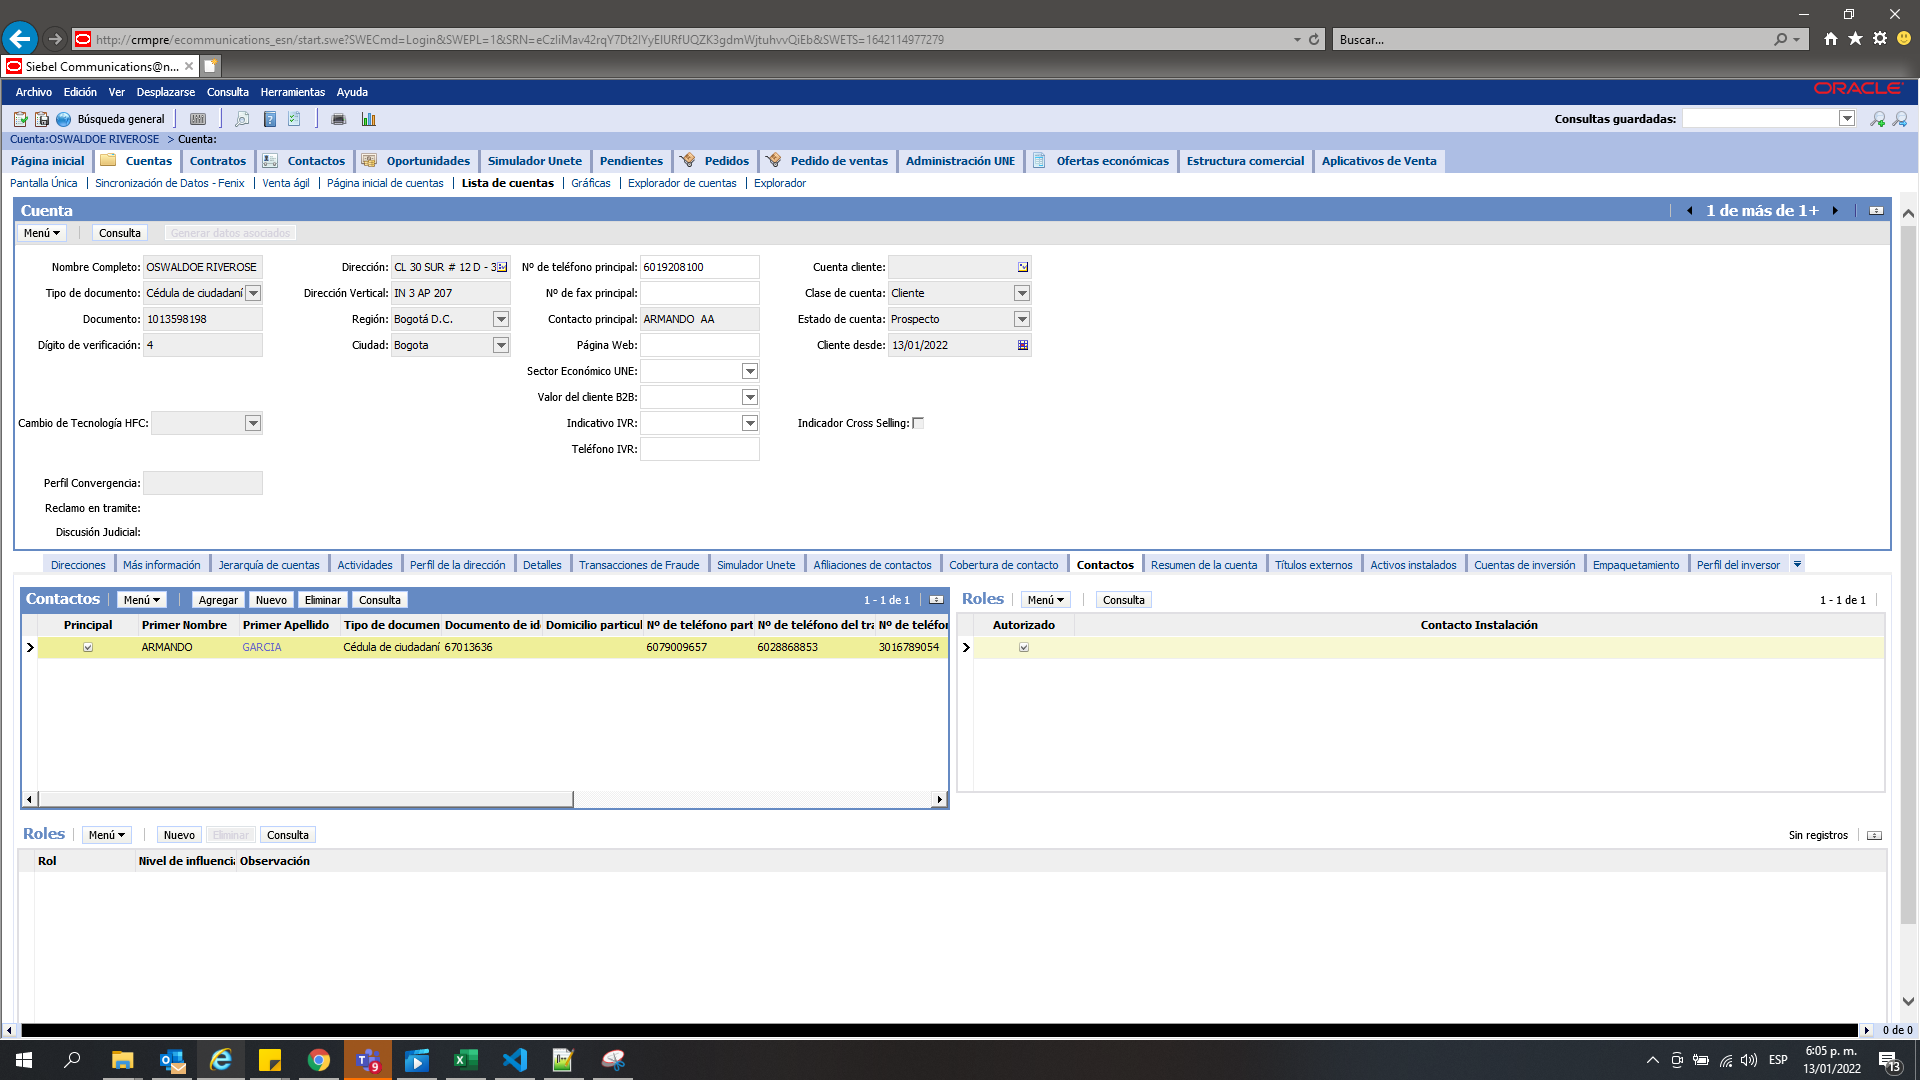 http://crmpre/ecommunications_esn/start.swe?SWECmd=Login&SWEPL=1&SRN=eCzliMav42rqY7Dt2lYyEIURfUQZK3gdmWjtuhvvQiEb&SWETS=1642114977279
Buscar...
Siebel Communications@n...
Archivo Edición Ver Desplazarse Consulta Herramientas Ayuda
ORACLE
Búsqueda general
Consultas guardadas:
Cuenta:OSWALDOE RIVEROSE > Cuenta:
Página inicial Cuentas Contratos Contactos Oportunidades Simulador Unete Pendientes Pedidos Pedido de ventas Administración UNE Ofertas económicas Estructura comercial Aplicativos de Venta
Pantalla Única Sincronización de Datos - Fenix Venta ágil Página inicial de cuentas Lista de cuentas Gráficas Explorador de cuentas Explorador
Cuenta
1 de más de 1+
Menú Consulta Generar datos asociados
Nombre Completo: OSWALDOE RIVEROSE Dirección: CL 30 SUR # 12 D - 3 Nº de teléfono principal: 6019208100 Cuenta cliente:
Tipo de documento: Cédula de ciudadaní Dirección Vertical: IN 3 AP 207 Nº de fax principal: Clase de cuenta: Cliente
Documento: 1013598198 Región: Bogotá D.C. Contacto principal: ARMANDO AA Estado de cuenta: Prospecto
Dígito de verificación: 4 Ciudad: Bogota Página Web: Cliente desde: 13/01/2022
Sector Económico UNE:
Valor del cliente B2B:
Cambio de Tecnología HFC: Indicativo IVR: Indicador Cross Selling:
Teléfono IVR:
Perfil Convergencia:
Reclamo en tramite:
Discusión Judicial:
Direcciones Más información Jerarquía de cuentas Actividades Perfil de la dirección Detalles Transacciones de Fraude Simulador Unete Afiliaciones de contactos Cobertura de contacto Contactos Resumen de la cuenta Títulos externos Activos instalados Cuentas de inversión Empaquetamiento Perfil del inversor
Contactos Menú Agregar Nuevo Eliminar Consulta 1 - 1 de 1
Roles Menú Consulta 1 - 1 de 1
Principal Primer Nombre Primer Apellido Tipo de documen Documento de id Domicilio particul Nº de teléfono part Nº de teléfono del tra Nº de teléfo
Autorizado Contacto Instalación
ARMANDO GARCIA Cédula de ciudadaní 67013636 6079009657 6028868853 3016789054
Roles Menú Nuevo Eliminar Consulta Sin registros
Rol Nivel de influencia Observación
0 de 0
9
ESP
6:05 p. m.
13/01/2022
13